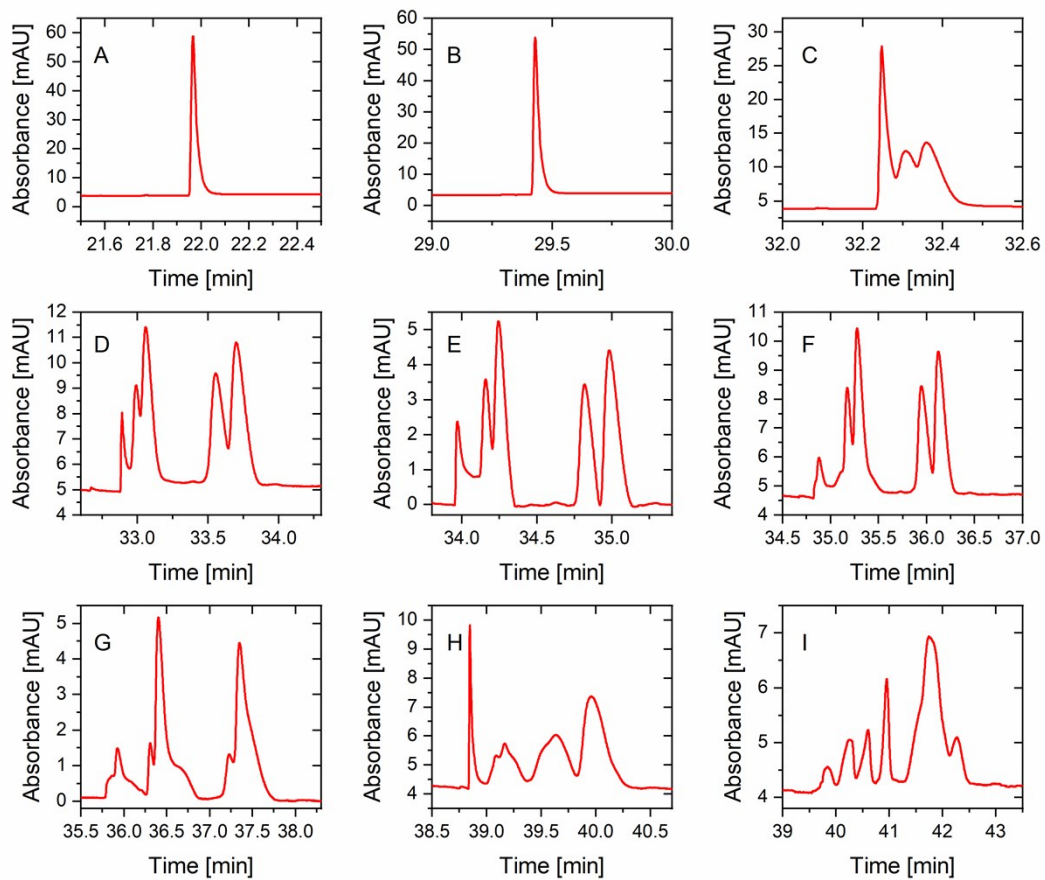 A
Absorbance [mAU]
60
50
40
30
20
10
0
21.6 21.8 22.0 22.2 22.4
Time [min]
B
Absorbance [mAU]
60
50
40
30
20
10
0
29.0 29.5 30.0
Time [min]
C
Absorbance [mAU]
30
25
20
15
10
5
32.0 32.2 32.4 32.6
Time [min]
D
Absorbance [mAU]
12
11
10
9
8
7
6
5
4
33.0 33.5 34.0
Time [min]
E
Absorbance [mAU]
5
4
3
2
1
0
34.0 34.5 35.0
Time [min]
F
Absorbance [mAU]
11
10
9
8
7
6
5
4
34.5 35.0 35.5 36.0 36.5 37.0
Time [min]
G
Absorbance [mAU]
5
4
3
2
1
0
35.5 36.0 36.5 37.0 37.5 38.0
Time [min]
H
Absorbance [mAU]
10
9
8
7
6
5
4
38.5 39.0 39.5 40.0 40.5
Time [min]
I
Absorbance [mAU]
7
6
5
4
39 40 41 42 43
Time [min]